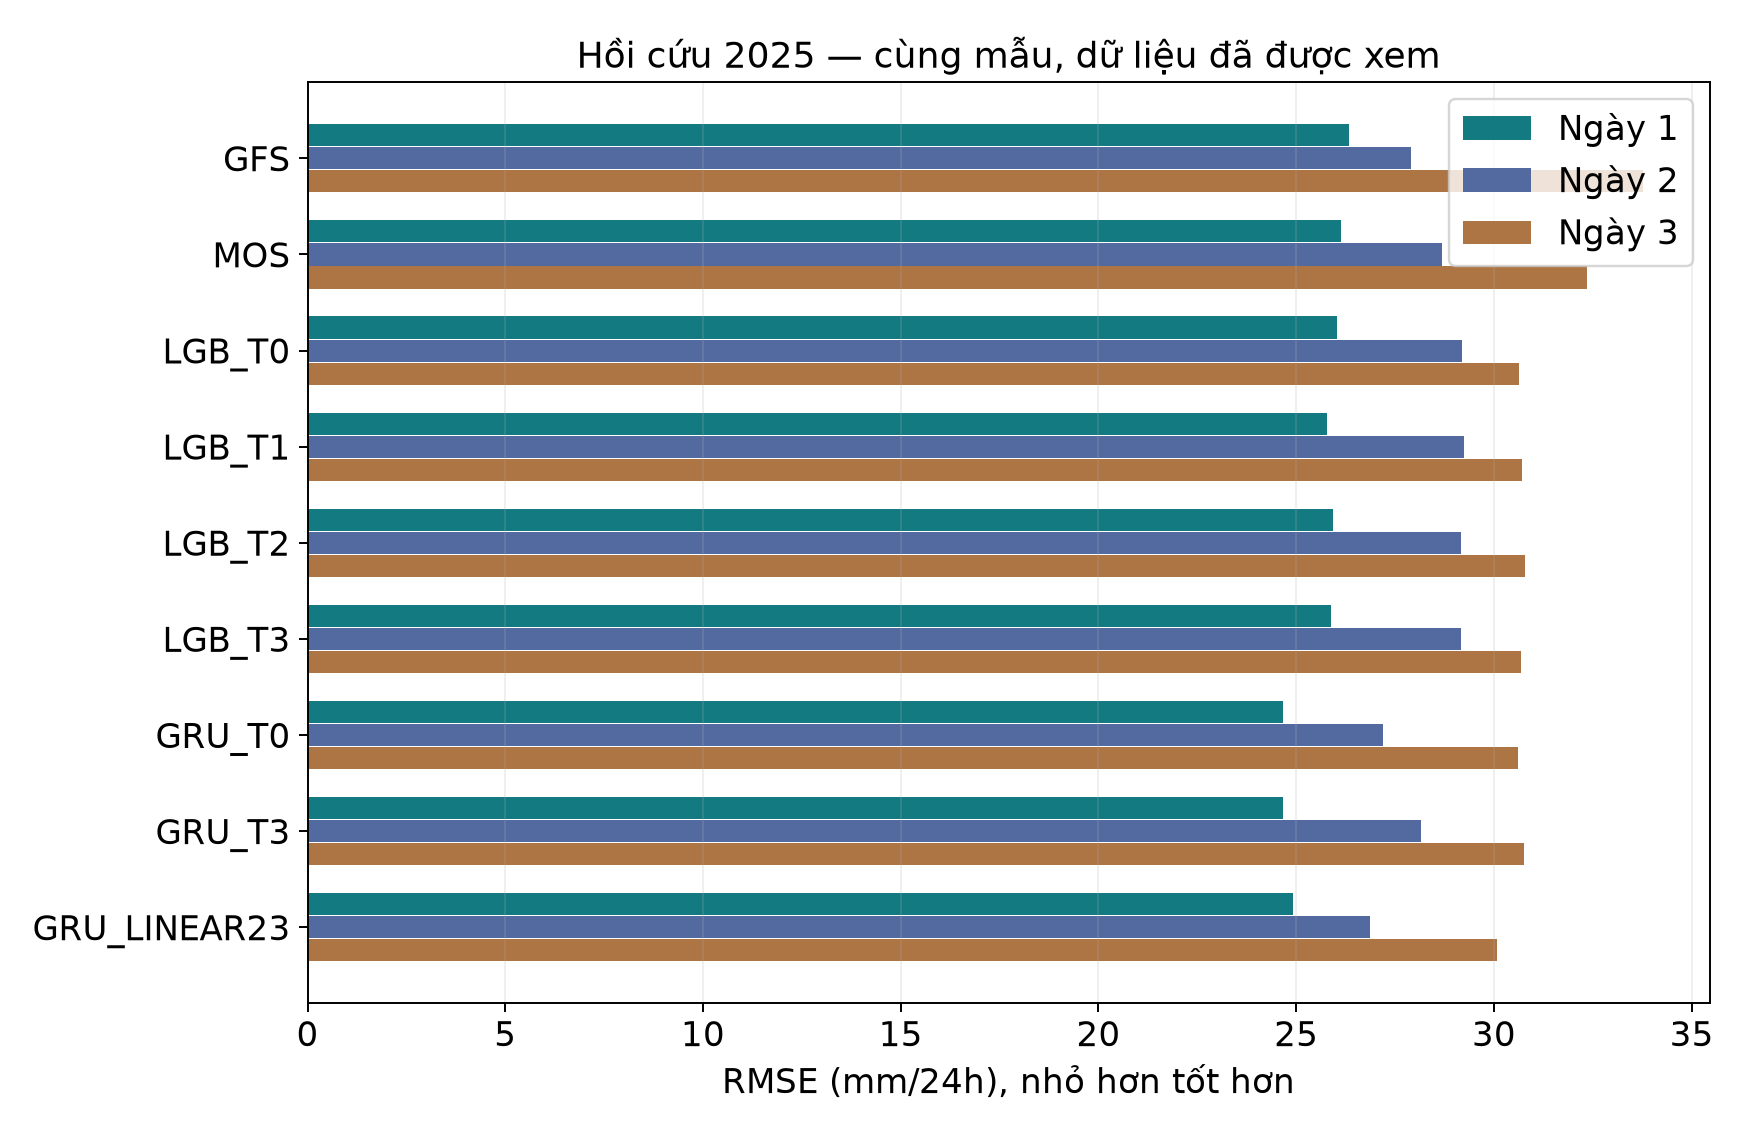 Hồi cứu 2025 — cùng mẫu, dữ liệu đã được xem
Ngày 1
Ngày 2
Ngày 3
GFS
MOS
LGB_T0
LGB_T1
LGB_T2
LGB_T3
GRU_T0
GRU_T3
GRU_LINEAR23
0 5 10 15 20 25 30 35
RMSE (mm/24h), nhỏ hơn tốt hơn